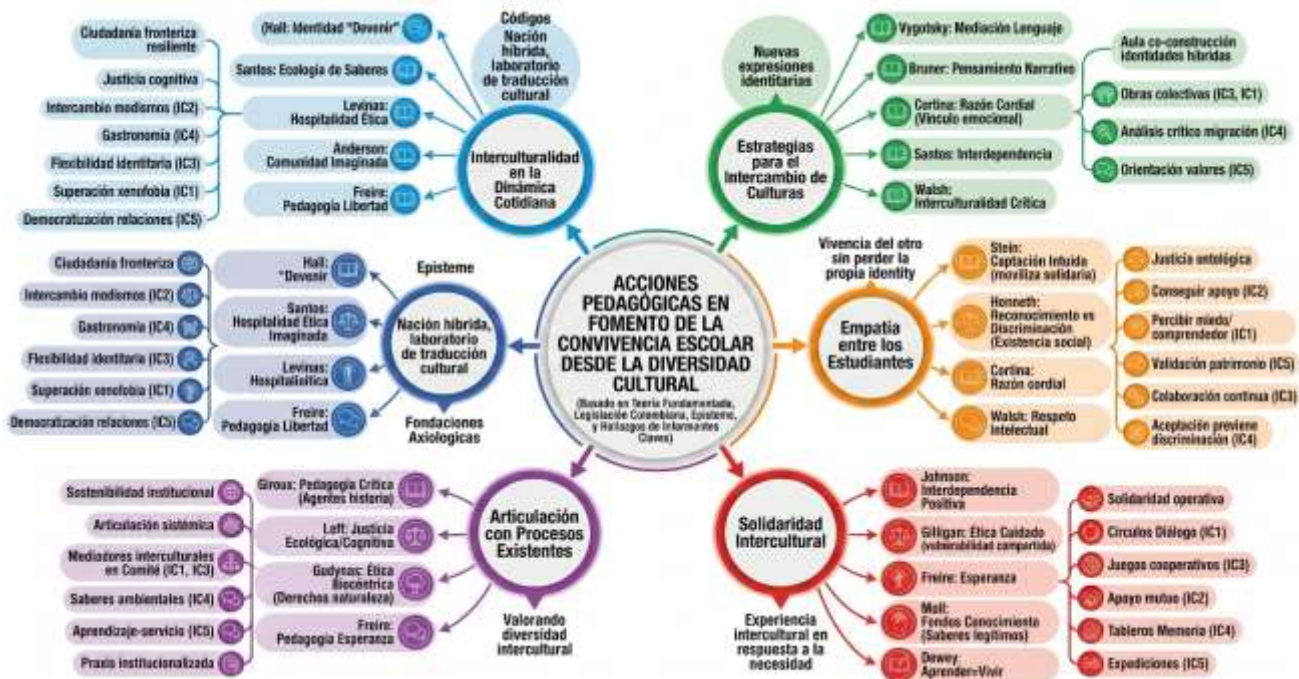 Ciudadanía fronteriza
resiliente
Justicia cognitiva
Intercambio modismos (IC2)
Gastronomía (IC4)
Flexibilidad identitaria (IC3)
Superación xenofobia (IC1)
Democratización relaciones (IC5)
(Hall: Identidad "Devenir"
Santos: Ecología de Saberes
Levinas:
Hospitalidad Ética
Anderson:
Comunidad Imaginada
Freire:
Pedagogía Libertad
Códigos
Nación
híbrida,
laboratorio
de traducción
cultural
Interculturalidad
en la
Dinámica
Cotidiana
Nuevas
expresiones
identitarias
Estrategias
para el
Intercambio de
Culturas
Vygotsky: Mediación Lenguaje
Bruner: Pensamiento Narrativo
Cortina: Razón Cordial
(Vínculo emocional)
Santos: Interdependencia
Walsh:
Interculturalidad Crítica
Aula co-construcción
identidades híbridas
Obras colectivas (IC3, IC1)
Análisis crítico migración (IC4)
Orientación valores (IC5)
Ciudadanía fronteriza
Intercambio modismos (IC2)
Gastronomía (IC4)
Flexibilidad identitaria (IC3)
Superación xenofobia (IC1)
Democratización relaciones (IC5)
Hall:
"Devenir
Santos:
Hospitalidad Ética
Imaginada
Levinas:
Freire:
Pedagogía Libertad
Episteme
Nación híbrida,
laboratorio
de traducción
cultural
Fondaciones
Axiologicas
ACCIONES
PEDAGÓGICAS EN
FOMENTO DE LA
CONVIVENCIA ESCOLAR
DESDE LA DIVERSIDAD
CULTURAL
(Basado en Teoría Fundamentada,
Legislación Colombiana, Episteme,
y Hallazgos de Informantes
Claves)
Vivencia del otro
sin perder la
propia identity
Empatía
entre los
Estudiantes
Stein:
Captación Intuida
(moviliza solidaria)
Honneth:
Reconocimiento vs
Discriminación
(Existencia social)
Cortina:
Razón cordial
Walsh: Respeto
Intelectual
Justicia ontológica
Conseguir apoyo (IC2)
Percibir miedo/
comprendedor (IC1)
Validación patrimonio (IC5)
Colaboración continua (IC3)
Aceptación previene
discriminación (IC4)
Sostenibilidad institucional
Articulación sistémica
Mediadores interculturales
en Comité (IC1, IC3)
Saberes ambientales (IC4)
Aprendizaje-servicio (IC5)
Praxis institucionalizada
Giroux: Pedagogía Crítica
(Agentes historia)
Leff: Justicia
Ecológica/Cognitiva
Gudynas: Ética
Biocéntrica
(Derechos naturaleza)
Freire:
Pedagogía Esperanza
Articulación
con Procesos
Existentes
Valorando
diversidad
intercultural
Solidaridad
Intercultural
Experiencia
intercultural en
respuesta a la
necesidad
Johnson:
Interdependencia
Positiva
Gilligan: Ética Cuidado
(vulnerabilidad compartida)
Freire: Esperanza
Moll:
Fondos Conocimiento
(Saberes legítimos)
Dewey:
Aprender=Vivir
Solidaridad operativa
Círculos Diálogo (IC1)
Juegos cooperativos (IC3)
Apoyo mutuo (IC2)
Tableros Memoria (IC4)
Expediciones (IC5)